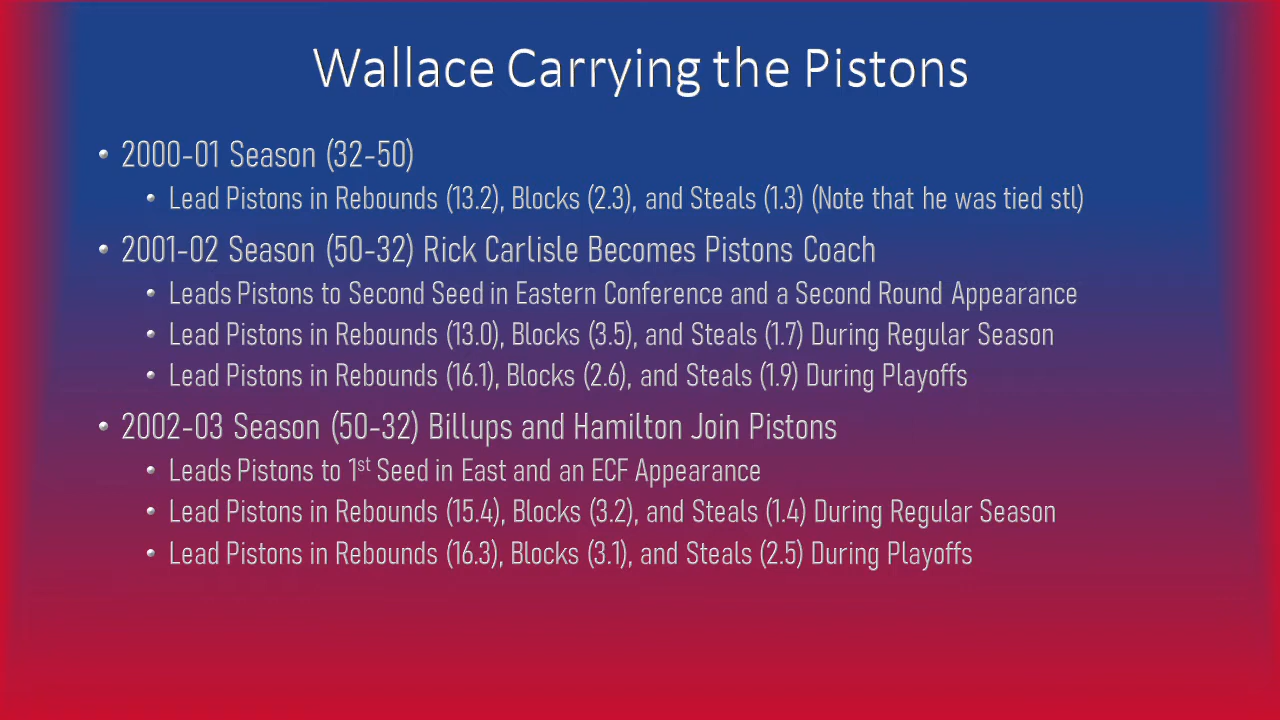 Wallace Carrying the Pistons
• 2000-01 Season (32-50)
• Lead Pistons in Rebounds (13.2), Blocks (2.3), and Steals (1.3) (Note that he was tied stl)
• 2001-02 Season (50-32) Rick Carlisle Becomes Pistons Coach
• Leads Pistons to Second Seed in Eastern Conference and a Second Round Appearance
• Lead Pistons in Rebounds (13.0), Blocks (3.5), and Steals (1.7) During Regular Season
• Lead Pistons in Rebounds (16.1), Blocks (2.6), and Steals (1.9) During Playoffs
• 2002-03 Season (50-32) Billups and Hamilton Join Pistons
• Leads Pistons to 1st Seed in East and an ECF Appearance
• Lead Pistons in Rebounds (15.4), Blocks (3.2), and Steals (1.4) During Regular Season
• Lead Pistons in Rebounds (16.3), Blocks (3.1), and Steals (2.5) During Playoffs